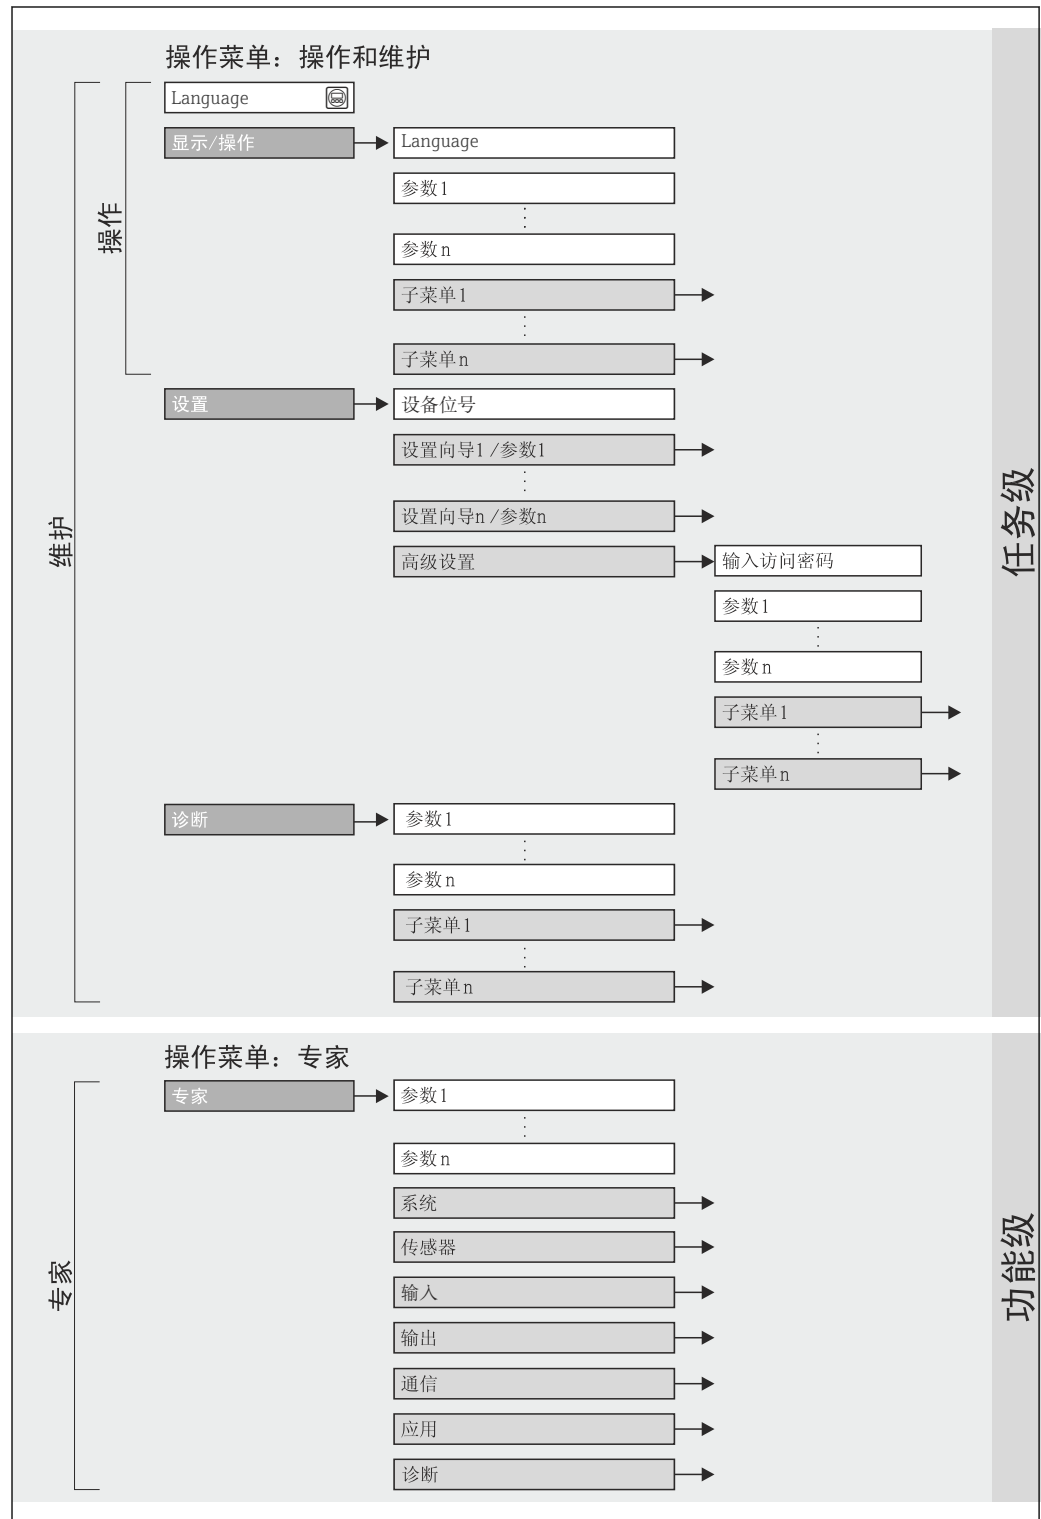 操作菜单：操作和维护
Language
显示/操作
Language
参数1
参数n
子菜单1
子菜单n
操作
设置
设备位号
设置向导1 /参数1
设置向导n /参数n
高级设置
输入访问密码
参数1
参数n
子菜单1
子菜单n
维护
任务级
诊断
参数1
参数n
子菜单1
子菜单n
操作菜单：专家
专家
参数1
参数n
系统
传感器
输入
输出
通信
应用
诊断
专家
功能级